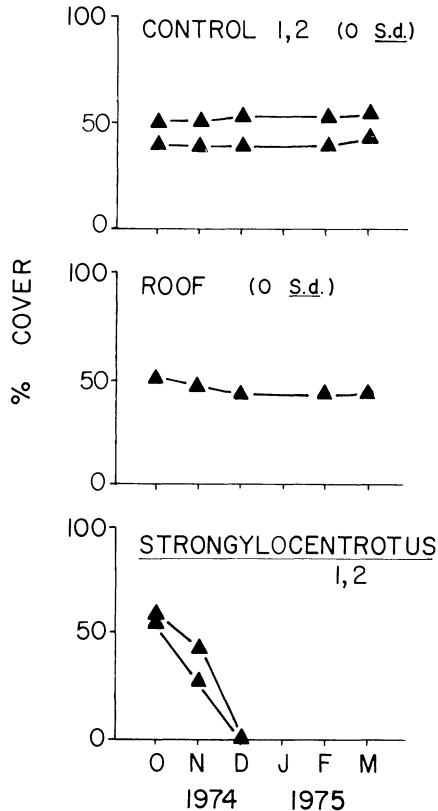 100
CONTROL 1,2 (0 S.d.)
50
0
% COVER
100
ROOF (0 S.d.)
50
0
100
STRONGYLOCENTROTUS
1,2
50
0
O N D J F M
1974 1975